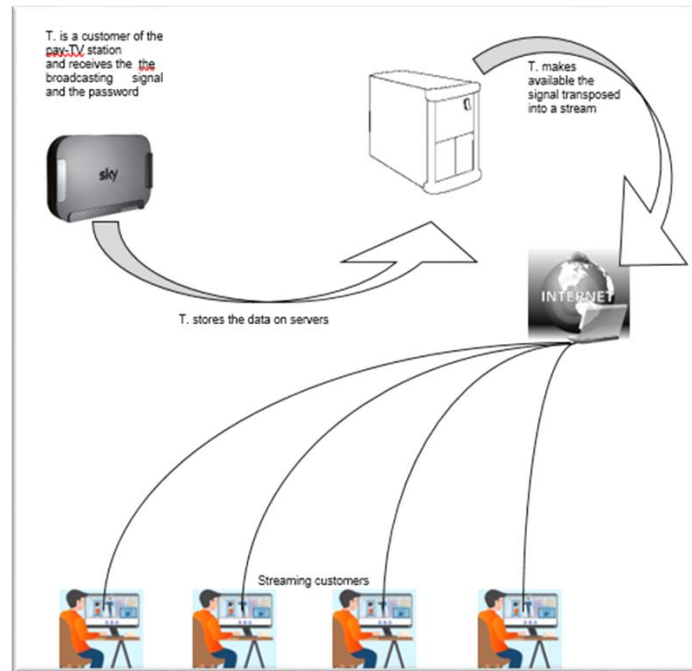 T. is a customer of the
pay-TV station
and receives the the
broadcasting signal
and the password
T. makes
available the
signal transposed
into a stream
sky
INTERNET
T. stores the data on servers
Streaming customers